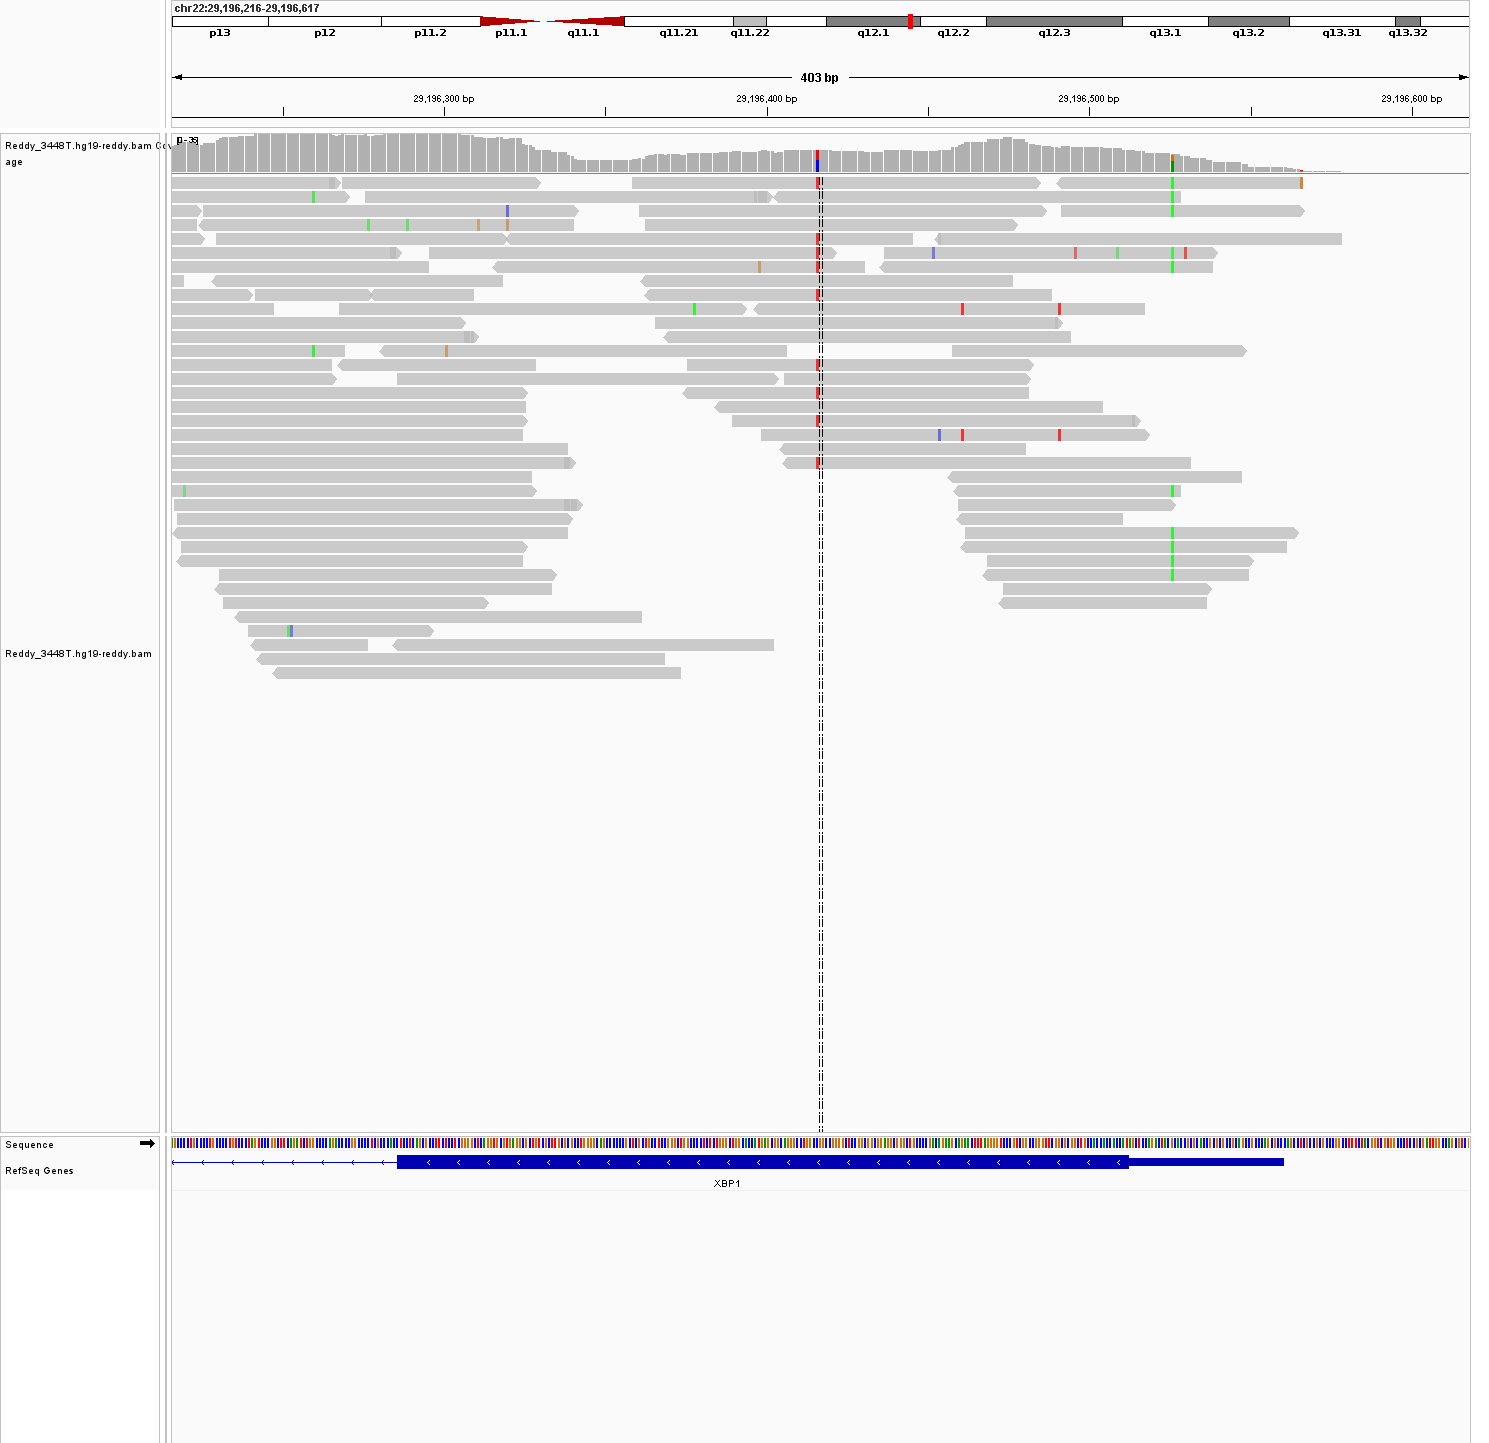 chr22:29,196,216-29,196,617
p13 p12 p11.2 p11.1 q11.1 q11.21 q11.22 q12.1 q12.2 q12.3 q13.1 q13.2 q13.31 q13.32
403 bp
29,196,300 bp 29,196,400 bp 29,196,500 bp 29,196,600 bp
Reddy_3448T.hg19-reddy.bam Cov
age
Reddy_3448T.hg19-reddy.bam
Sequence
RefSeq Genes
XBP1